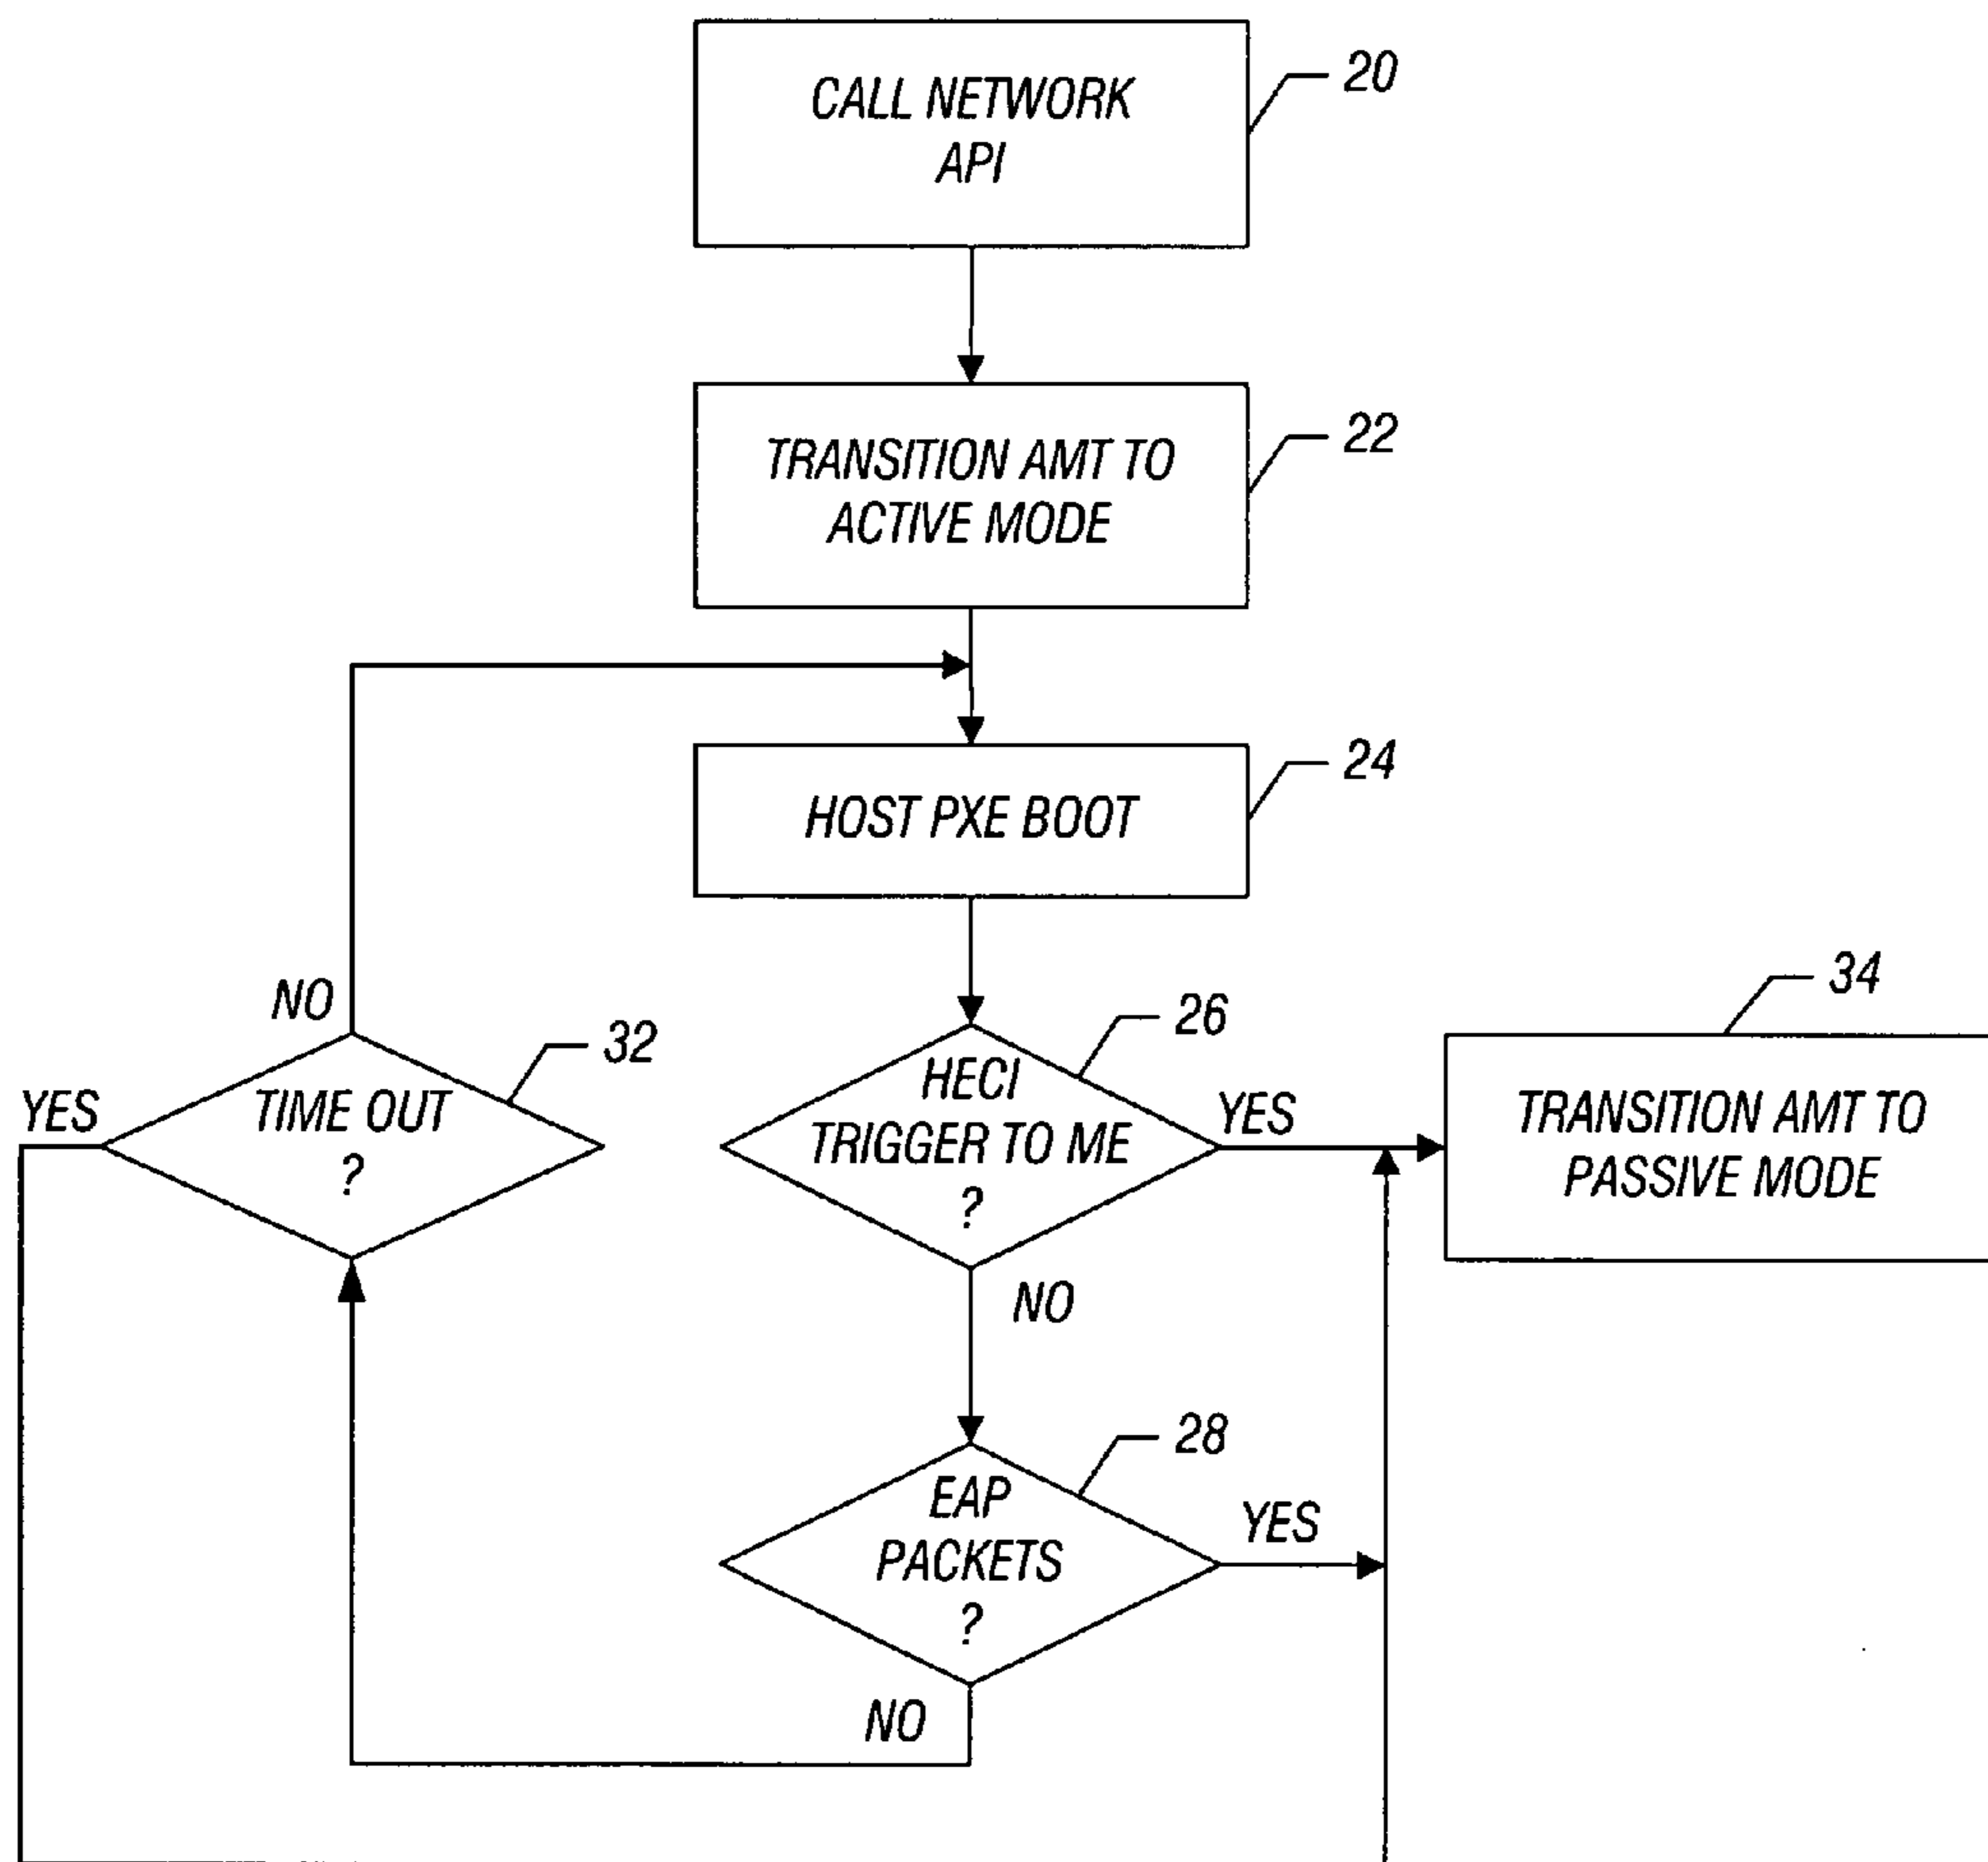 CALL NETWORK
API
20
TRANSITION AMT TO
ACTIVE MODE
22
HOST PXE BOOT
24
NO
32
YES
TIME OUT
?
26
HECI
TRIGGER TO ME
?
YES
NO
34
TRANSITION AMT TO
PASSIVE MODE
28
EAP
PACKETS
?
YES
NO